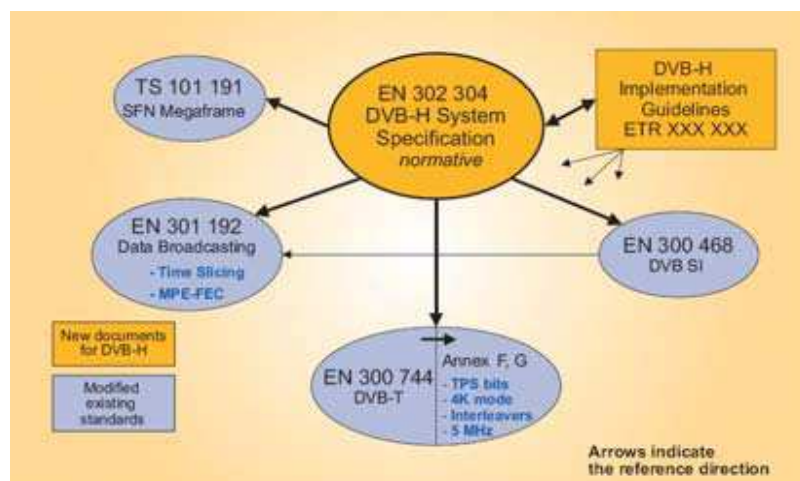 TS 101 191
SFN Megaframe
EN 302 304
DVB-H System
Specification
normative
DVB-H
Implementation
Guidelines
ETR XXX XXX
EN 301 192
Data Broadcasting
- Time Slicing
- MPE-FEC
EN 300 468
DVB SI
New documents
for DVB-H
Modified
existing
standards
EN 300 744
DVB-T
Annex F, G
- TPS bits
- 4K mode
- Interleavers
- 5 MHz
Arrows indicate
the reference direction